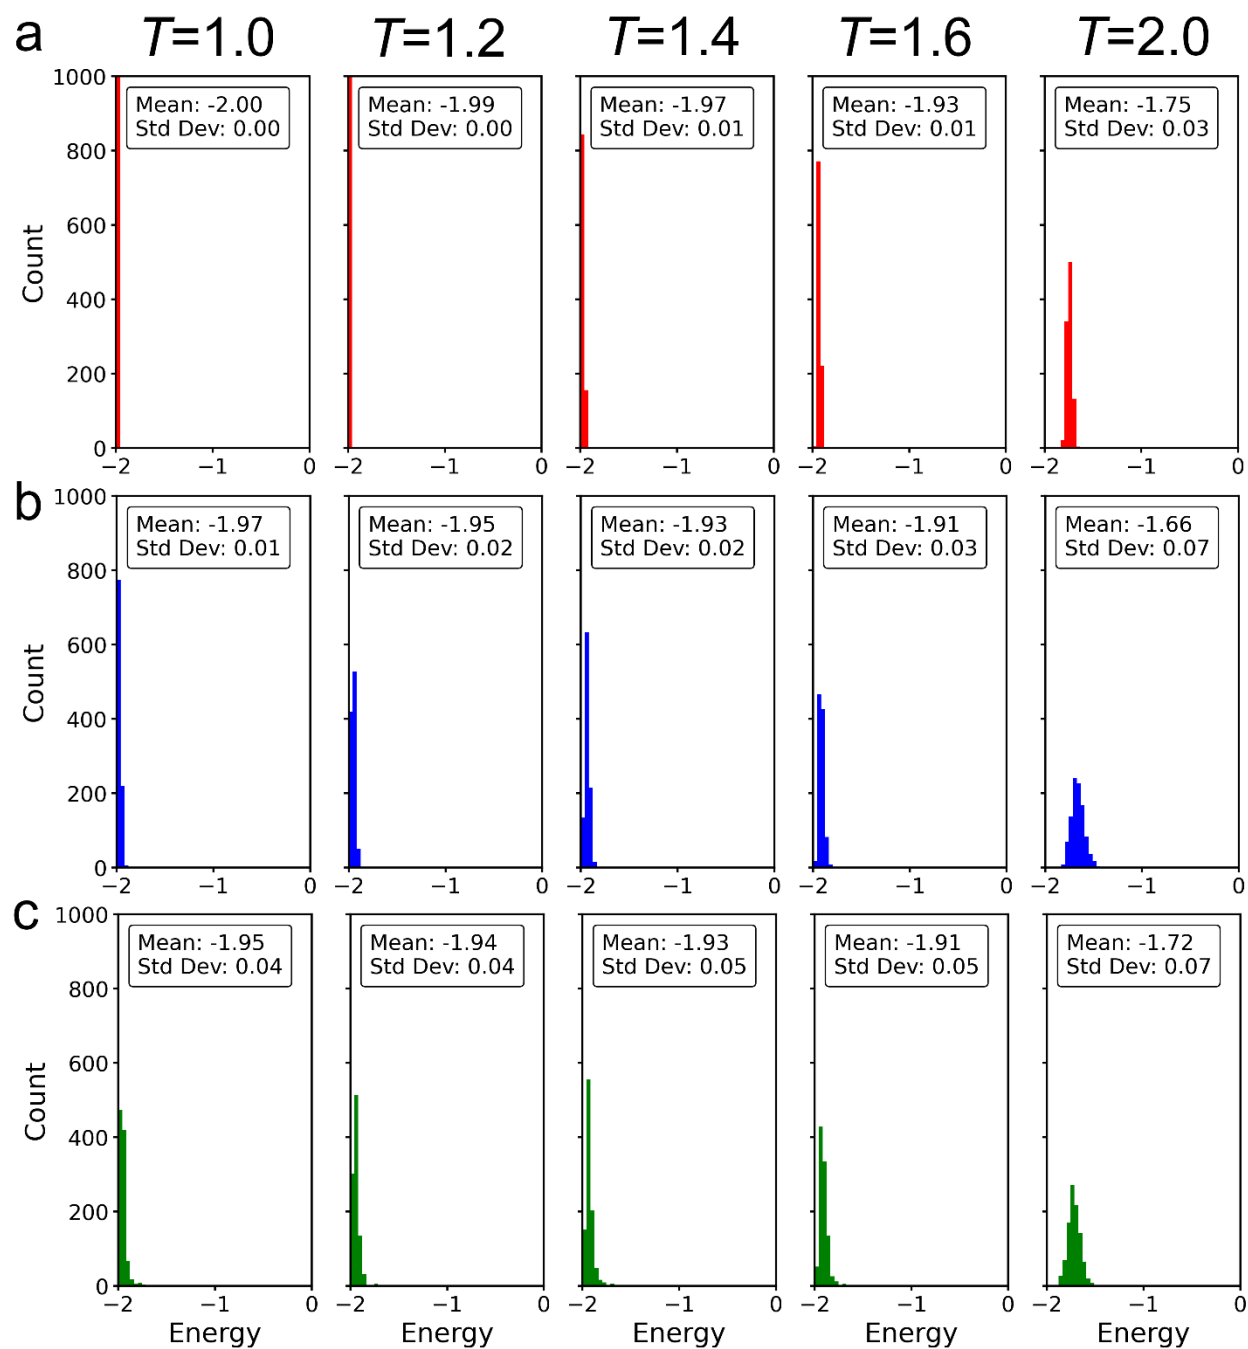 a T=1.0 T=1.2 T=1.4 T=1.6 T=2.0
1000
Mean: -2.00
Std Dev: 0.00
Mean: -1.99
Std Dev: 0.00
Mean: -1.97
Std Dev: 0.01
Mean: -1.93
Std Dev: 0.01
Mean: -1.75
Std Dev: 0.03
800
600
400
200
0
Count
−2 −1 0 −2 −1 0 −2 −1 0 −2 −1 0 −2 −1 0
b
1000
Mean: -1.97
Std Dev: 0.01
Mean: -1.95
Std Dev: 0.02
Mean: -1.93
Std Dev: 0.02
Mean: -1.91
Std Dev: 0.03
Mean: -1.66
Std Dev: 0.07
800
600
400
200
0
Count
−2 −1 0 −2 −1 0 −2 −1 0 −2 −1 0 −2 −1 0
c
1000
Mean: -1.95
Std Dev: 0.04
Mean: -1.94
Std Dev: 0.04
Mean: -1.93
Std Dev: 0.05
Mean: -1.91
Std Dev: 0.05
Mean: -1.72
Std Dev: 0.07
800
600
400
200
0
Count
−2 −1 0 −2 −1 0 −2 −1 0 −2 −1 0 −2 −1 0
Energy Energy Energy Energy Energy